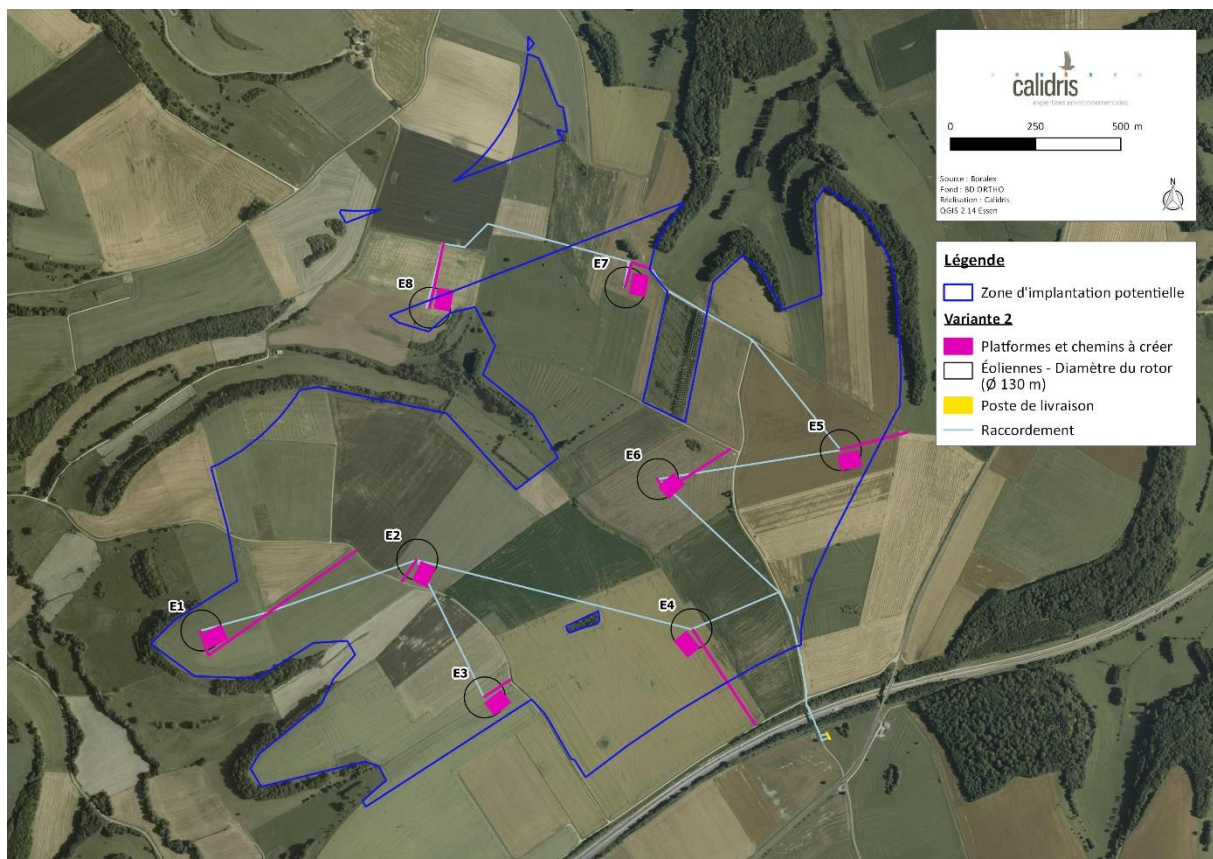 calidris
expertises environnementales
0 250 500 m
Source : Boralex
Fond : BD ORTHO
Réalisation : Calidris
QGIS 2.14 Essen
N
Légende
Zone d'implantation potentielle
Variante 2
Platformes et chemins à créer
Éoliennes - Diamètre du rotor
(Ø 130 m)
Poste de livraison
Raccordement
E7
E8
E5
E6
E2
E1
E4
E3